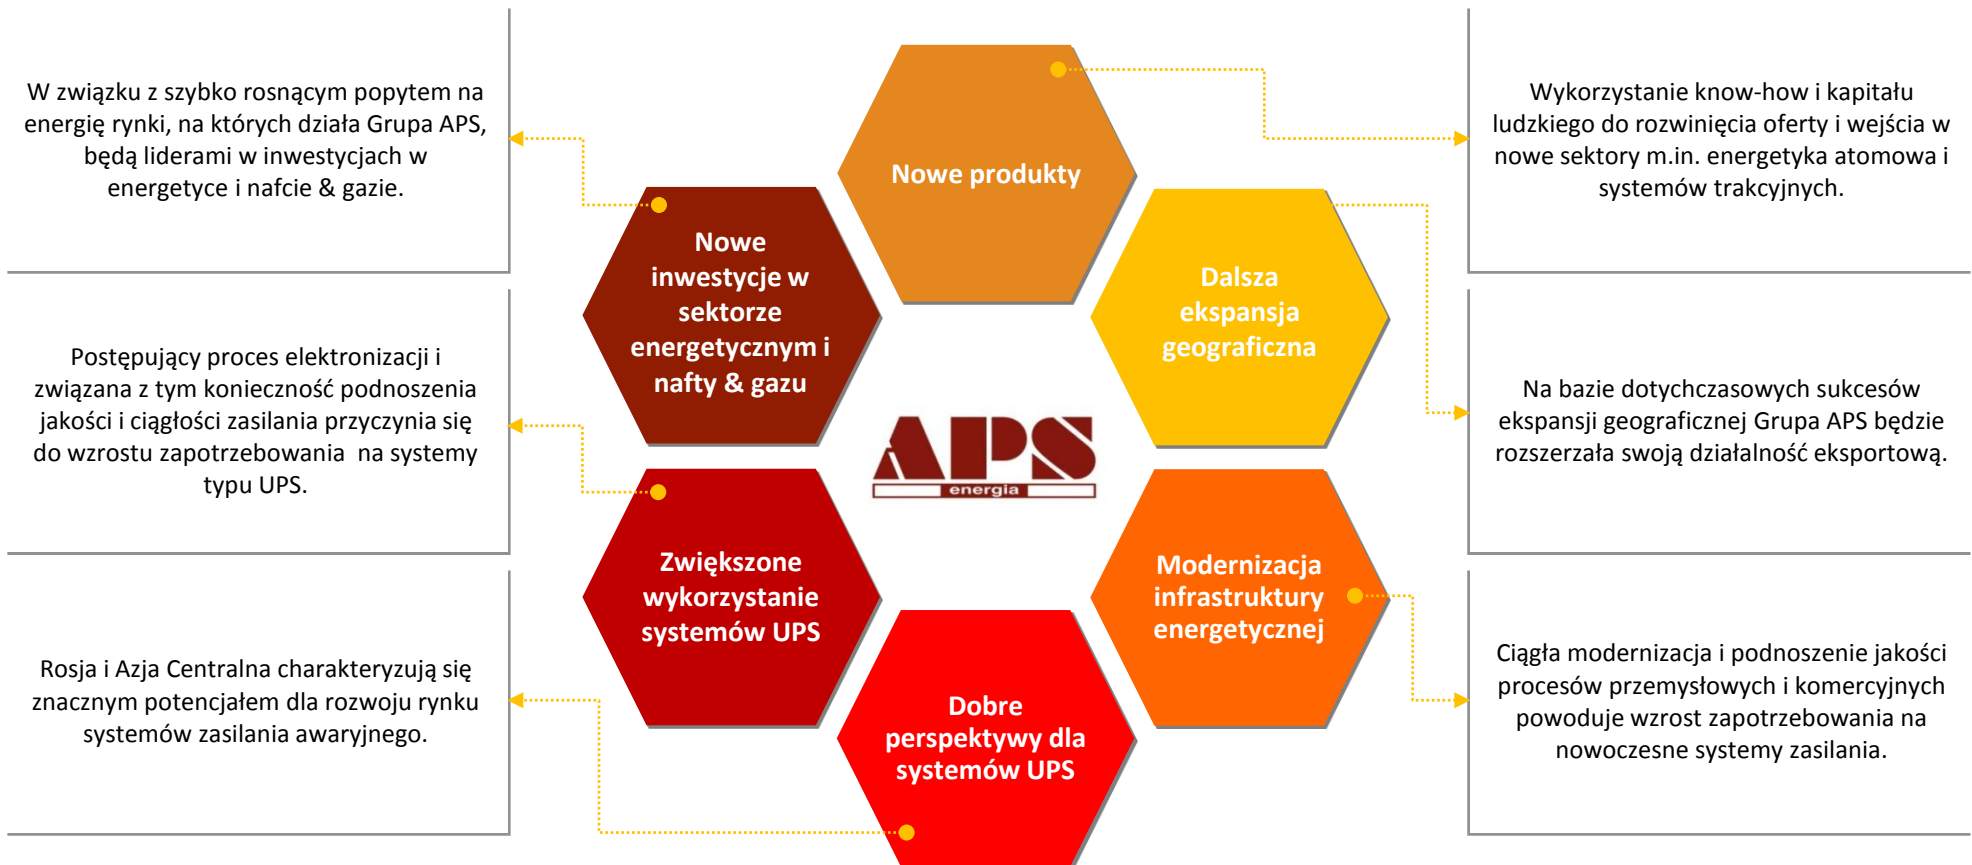 W związku z szybko rosnącym popytem na
energię rynki, na których działa Grupa APS,
będą liderami w inwestycjach w
energetyce i nafcie & gazie.
Postępujący proces elektronizacji i
związana z tym konieczność podnoszenia
jakości i ciągłości zasilania przyczynia się
do wzrostu zapotrzebowania  na systemy
typu UPS.
Rosja i Azja Centralna charakteryzują się
znacznym potencjałem dla rozwoju rynku
systemów zasilania awaryjnego.
Nowe produkty
Nowe
inwestycje w
sektorze
energetycznym i
nafty & gazu
Dalsza
ekspansja
geograficzna
APS
energia
Zwiększone
wykorzystanie
systemów UPS
Modernizacja
infrastruktury
energetycznej
Dobre
perspektywy dla
systemów UPS
Wykorzystanie know-how i kapitału
ludzkiego do rozwinięcia oferty i wejścia w
nowe sektory m.in. energetyka atomowa i
systemów trakcyjnych.
Na bazie dotychczasowych sukcesów
ekspansji geograficznej Grupa APS będzie
rozszerzała swoją działalność eksportową.
Ciągła modernizacja i podnoszenie jakości
procesów przemysłowych i komercyjnych
powoduje wzrost zapotrzebowania na
nowoczesne systemy zasilania.